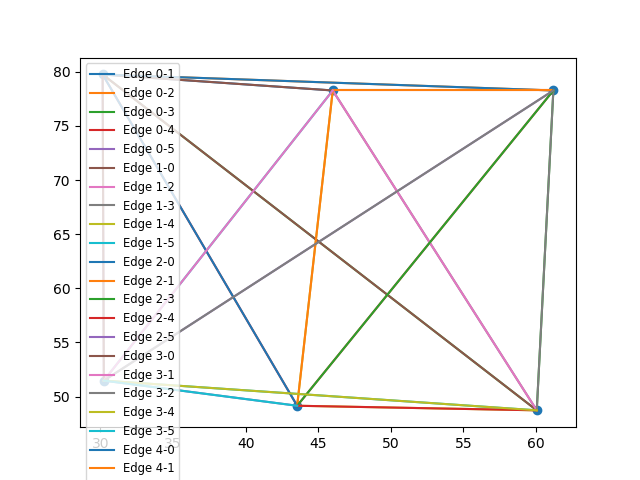 80
75
70
65
60
55
50
30
35
40
45
50
55
60
Edge 0-1
Edge 0-2
Edge 0-3
Edge 0-4
Edge 0-5
Edge 1-0
Edge 1-2
Edge 1-3
Edge 1-4
Edge 1-5
Edge 2-0
Edge 2-1
Edge 2-3
Edge 2-4
Edge 2-5
Edge 3-0
Edge 3-1
Edge 3-2
Edge 3-4
Edge 3-5
Edge 4-0
Edge 4-1